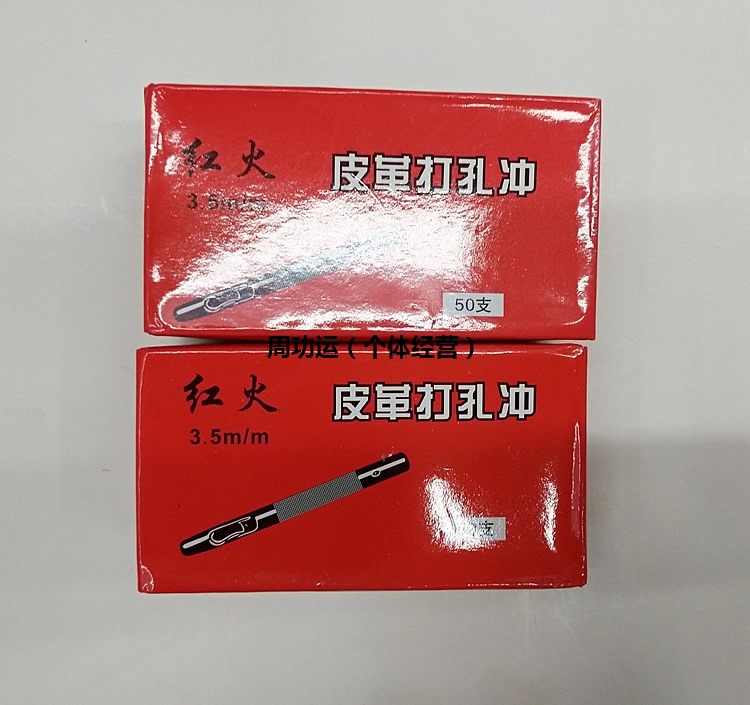 红火
皮革打孔冲
3.5m/m
50支
周功运（个体经营）
红火
皮革打孔冲
3.5m/m
支